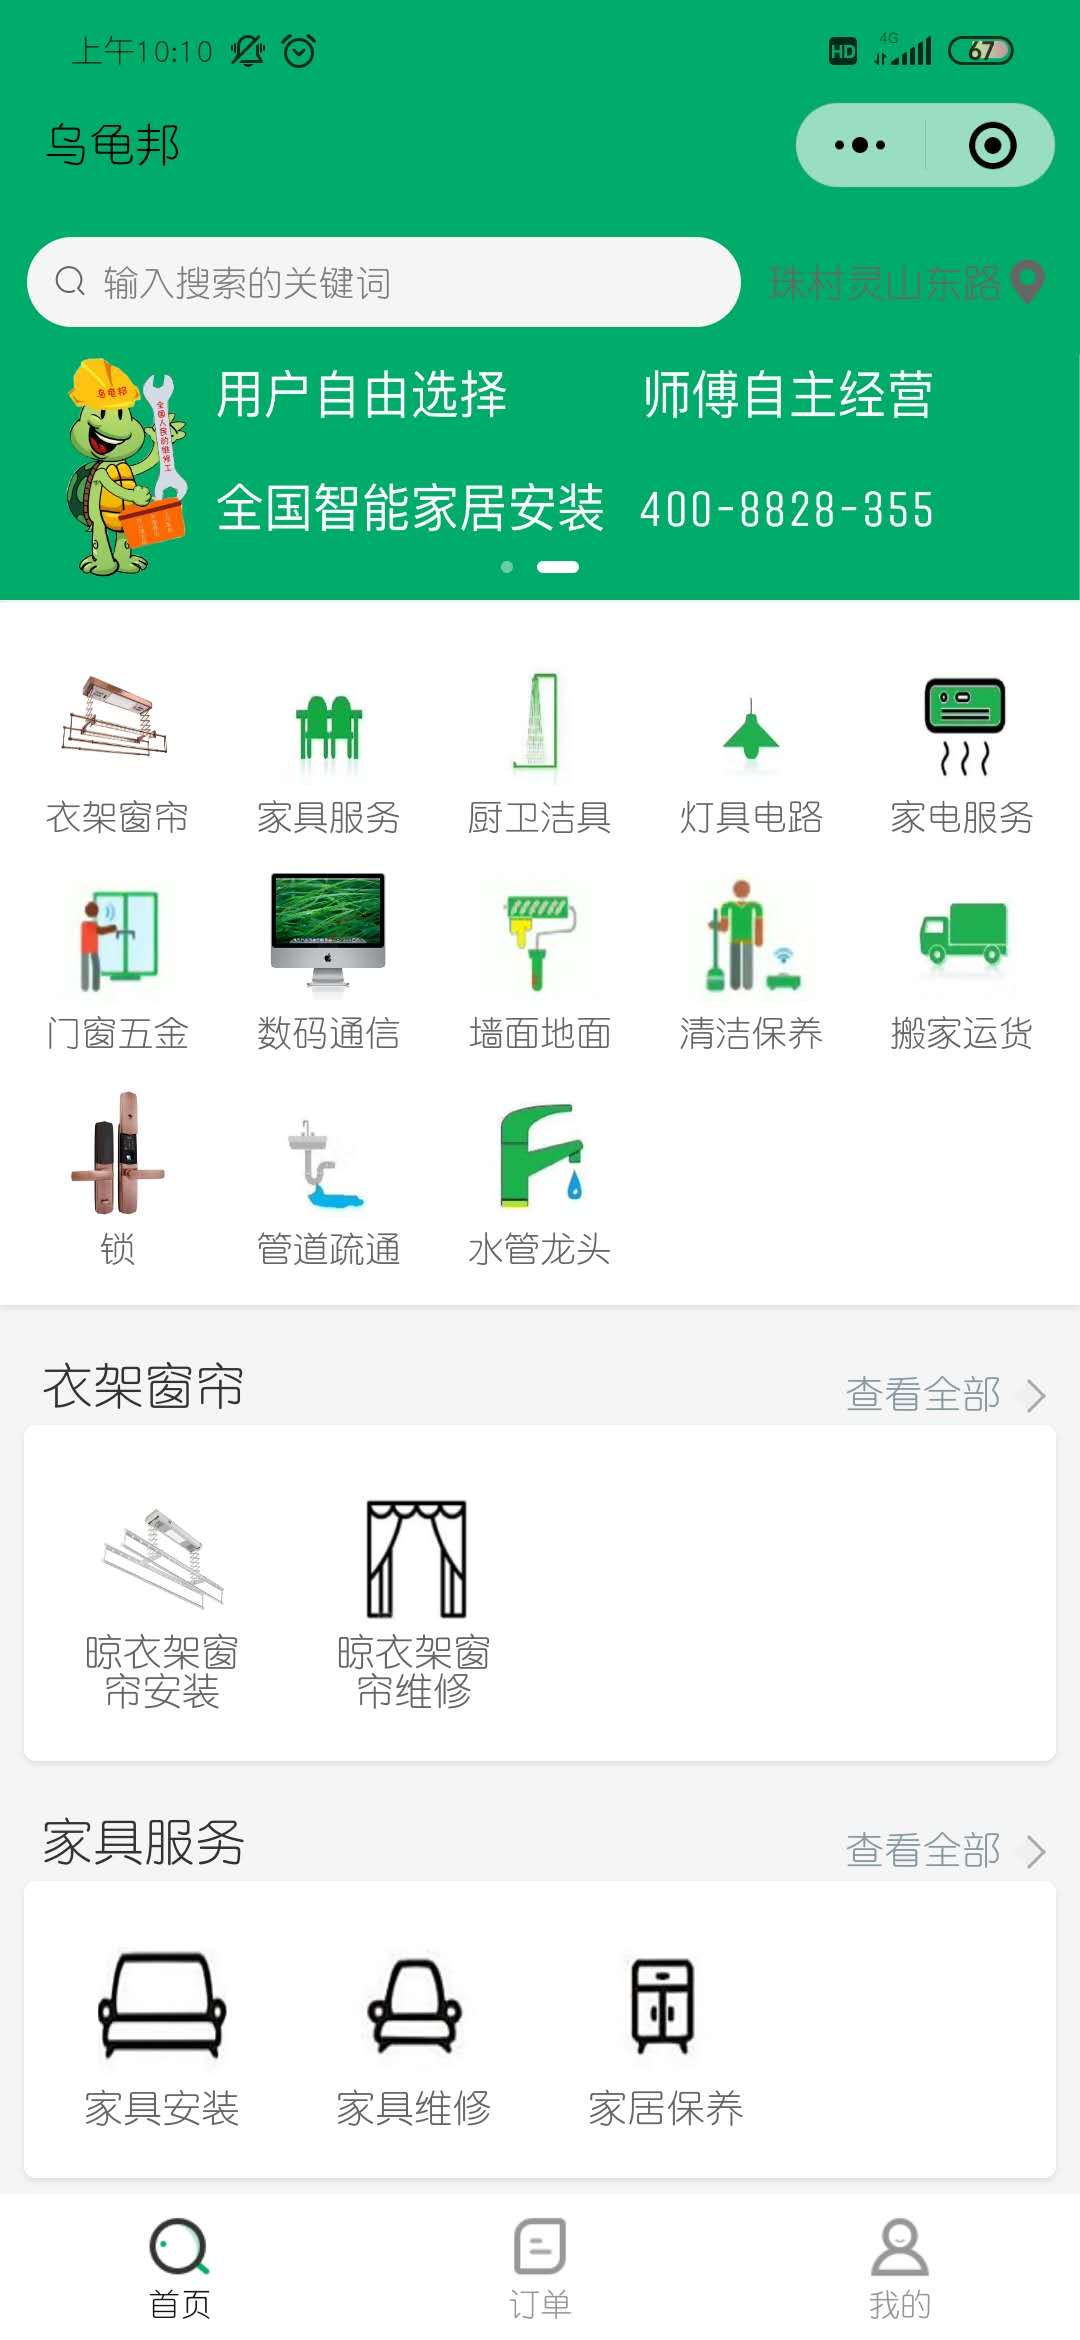 上午10:10
HD 4G 67
乌龟邦
输入搜索的关键词 珠村灵山东路
乌龟邦
全国人民的维修工
用户自由选择 师傅自主经营
全国智能家居安装 400-8828-355
衣架窗帘 家具服务 厨卫洁具 灯具电路 家电服务
门窗五金 数码通信 墙面地面 清洁保养 搬家运货
锁 管道疏通 水管龙头
衣架窗帘 查看全部
晾衣架窗 晾衣架窗
帘安装 帘维修
家具服务 查看全部
家具安装 家具维修 家居保养
首页 订单 我的